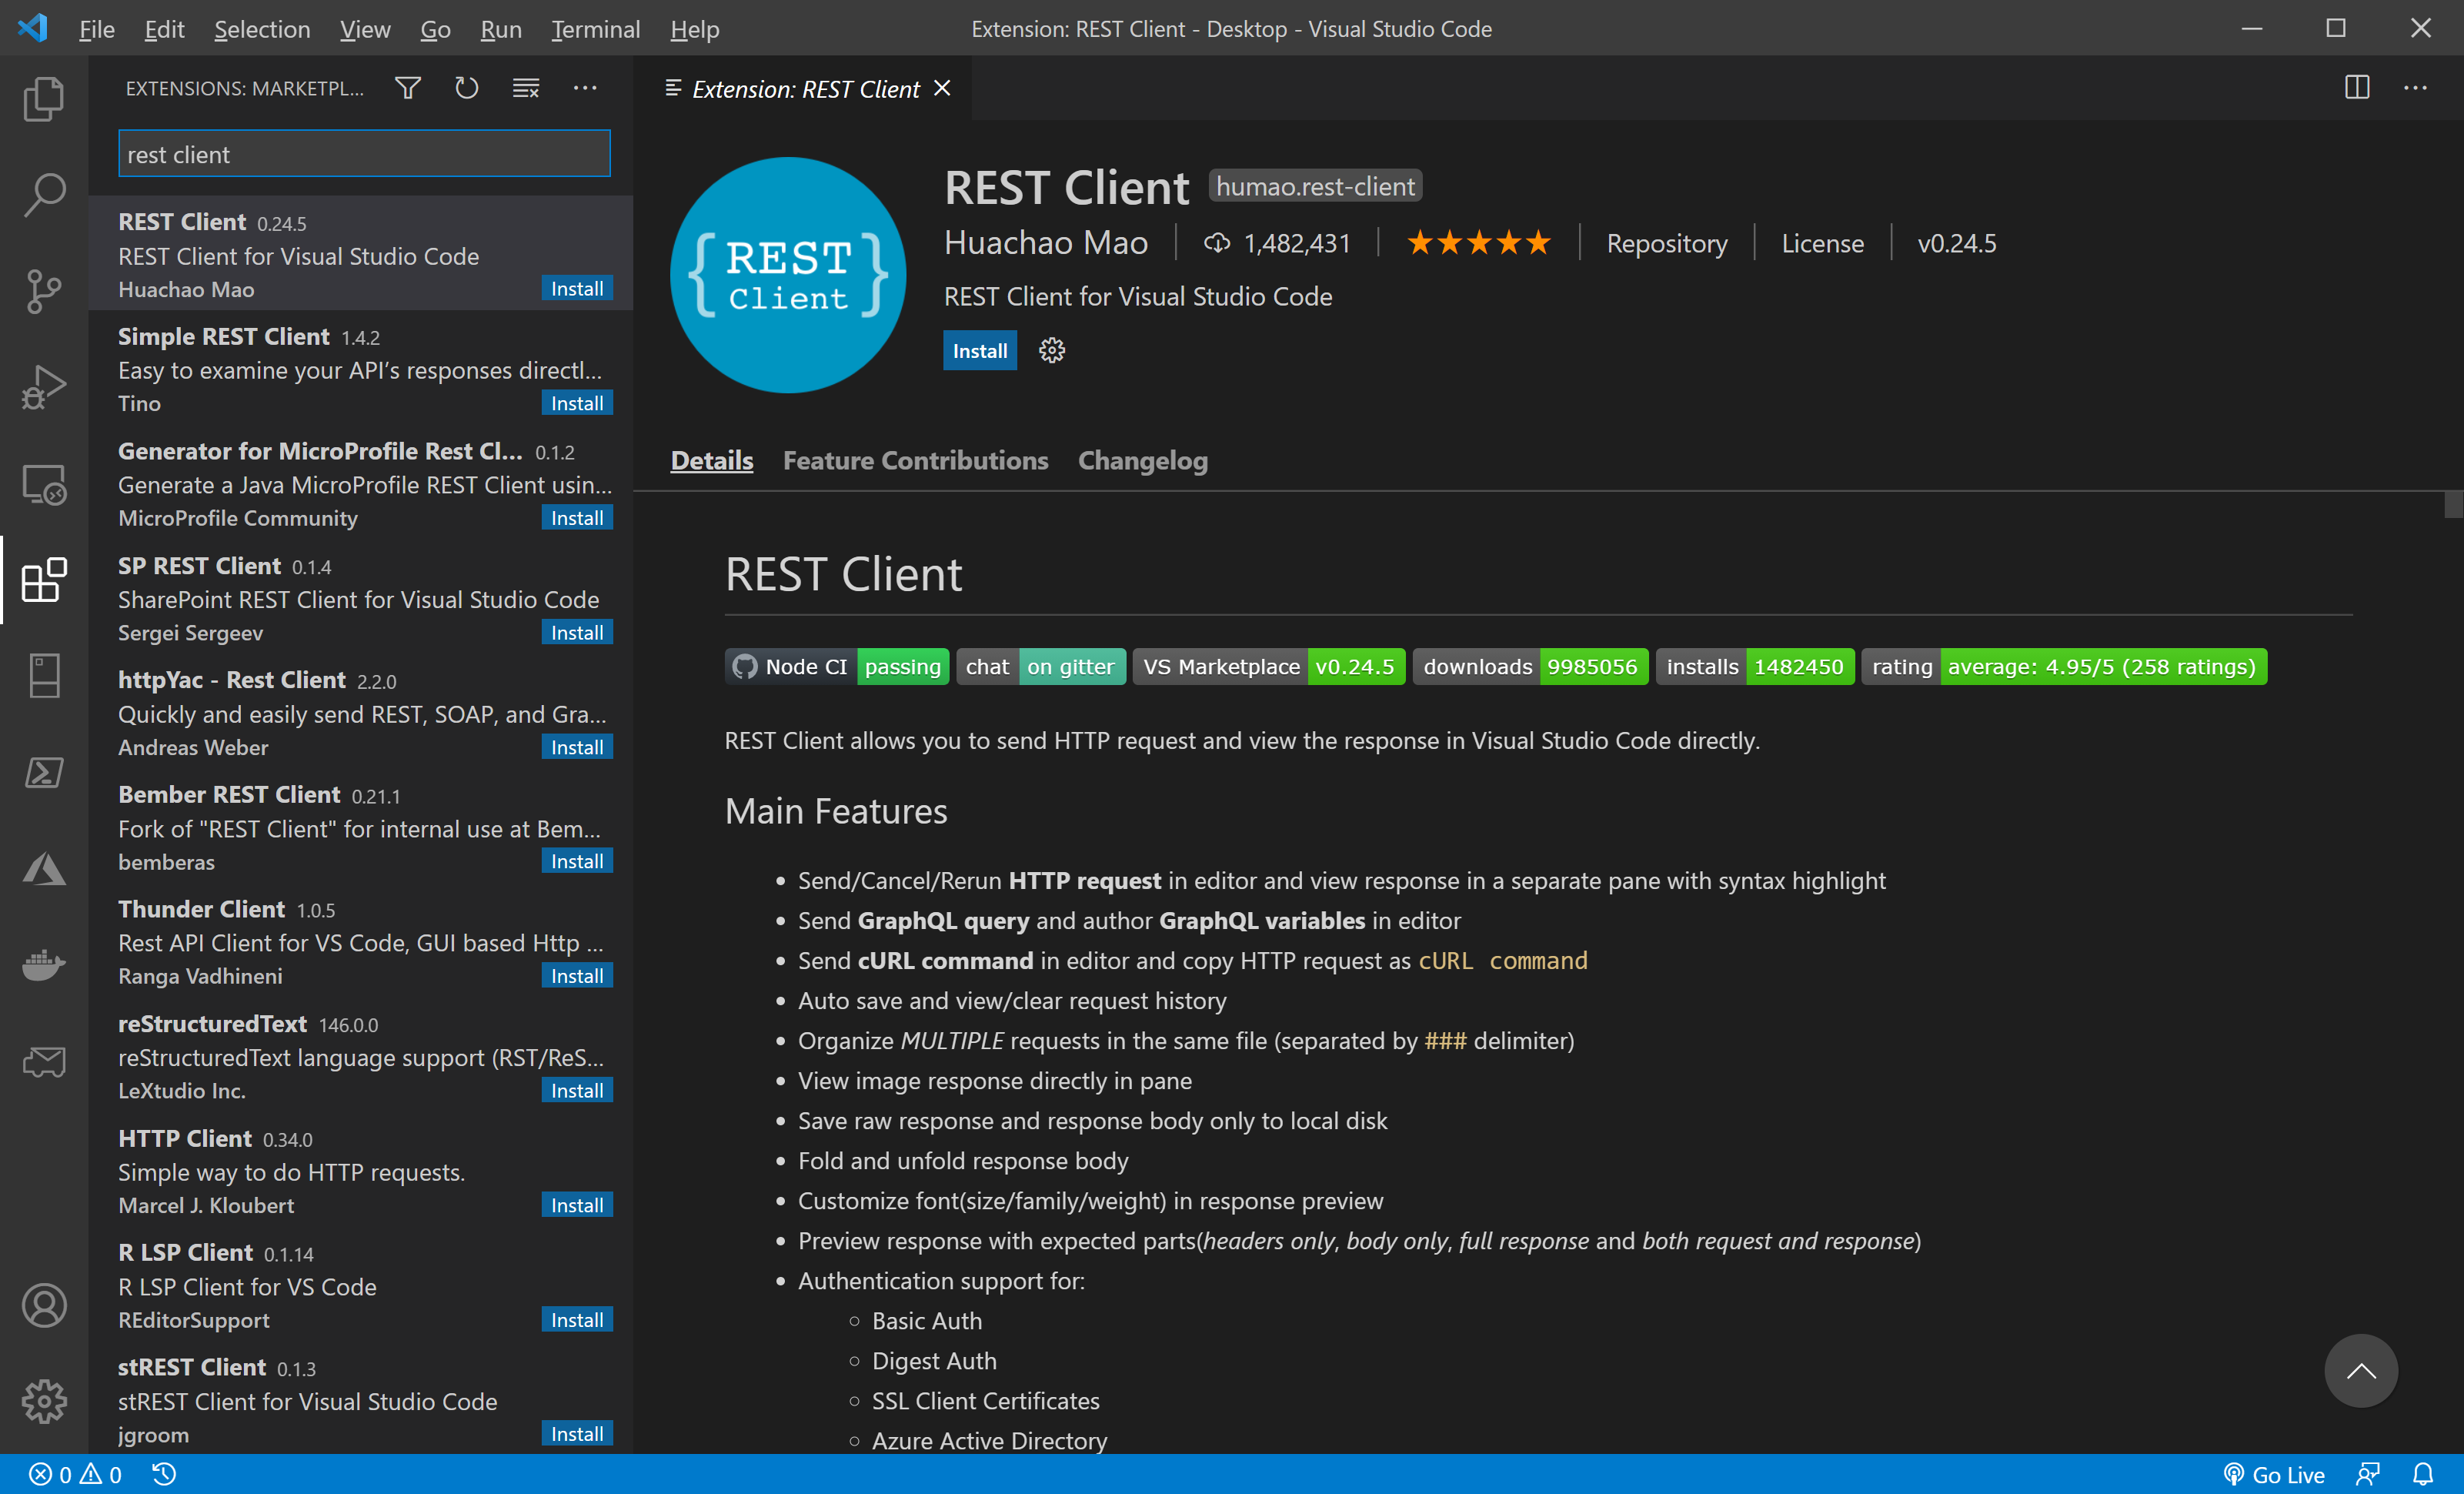 File Edit Selection View Go Run Terminal Help
Extension: REST Client - Desktop - Visual Studio Code
EXTENSIONS: MARKETPL...
rest client
REST Client 0.24.5
REST Client for Visual Studio Code
Huachao Mao Install
Simple REST Client 1.4.2
Easy to examine your API’s responses directl...
Tino Install
Generator for MicroProfile Rest Cl... 0.1.2
Generate a Java MicroProfile REST Client usin...
MicroProfile Community Install
SP REST Client 0.1.4
SharePoint REST Client for Visual Studio Code
Sergei Sergeev Install
httpYac - Rest Client 2.2.0
Quickly and easily send REST, SOAP, and Gra...
Andreas Weber Install
Bember REST Client 0.21.1
Fork of "REST Client" for internal use at Bem...
bemberas Install
Thunder Client 1.0.5
Rest API Client for VS Code, GUI based Http ...
Ranga Vadhineni Install
reStructuredText 146.0.0
reStructuredText language support (RST/ReS...
LeXtudio Inc. Install
HTTP Client 0.34.0
Simple way to do HTTP requests.
Marcel J. Kloubert Install
R LSP Client 0.1.14
R LSP Client for VS Code
REditorSupport Install
stREST Client 0.1.3
stREST Client for Visual Studio Code
jgroom Install
Extension: REST Client
{ REST
Client }
REST Client humao.rest-client
Huachao Mao 1,482,431 ★★★★★ Repository License v0.24.5
REST Client for Visual Studio Code
Install
Details Feature Contributions Changelog
REST Client
Node CI passing chat on gitter VS Marketplace v0.24.5 downloads 9985056 installs 1482450 rating average: 4.95/5 (258 ratings)
REST Client allows you to send HTTP request and view the response in Visual Studio Code directly.
Main Features
• Send/Cancel/Rerun HTTP request in editor and view response in a separate pane with syntax highlight
• Send GraphQL query and author GraphQL variables in editor
• Send cURL command in editor and copy HTTP request as cURL command
• Auto save and view/clear request history
• Organize MULTIPLE requests in the same file (separated by ### delimiter)
• View image response directly in pane
• Save raw response and response body only to local disk
• Fold and unfold response body
• Customize font(size/family/weight) in response preview
• Preview response with expected parts(headers only, body only, full response and both request and response)
• Authentication support for:
○ Basic Auth
○ Digest Auth
○ SSL Client Certificates
○ Azure Active Directory
0 0
Go Live